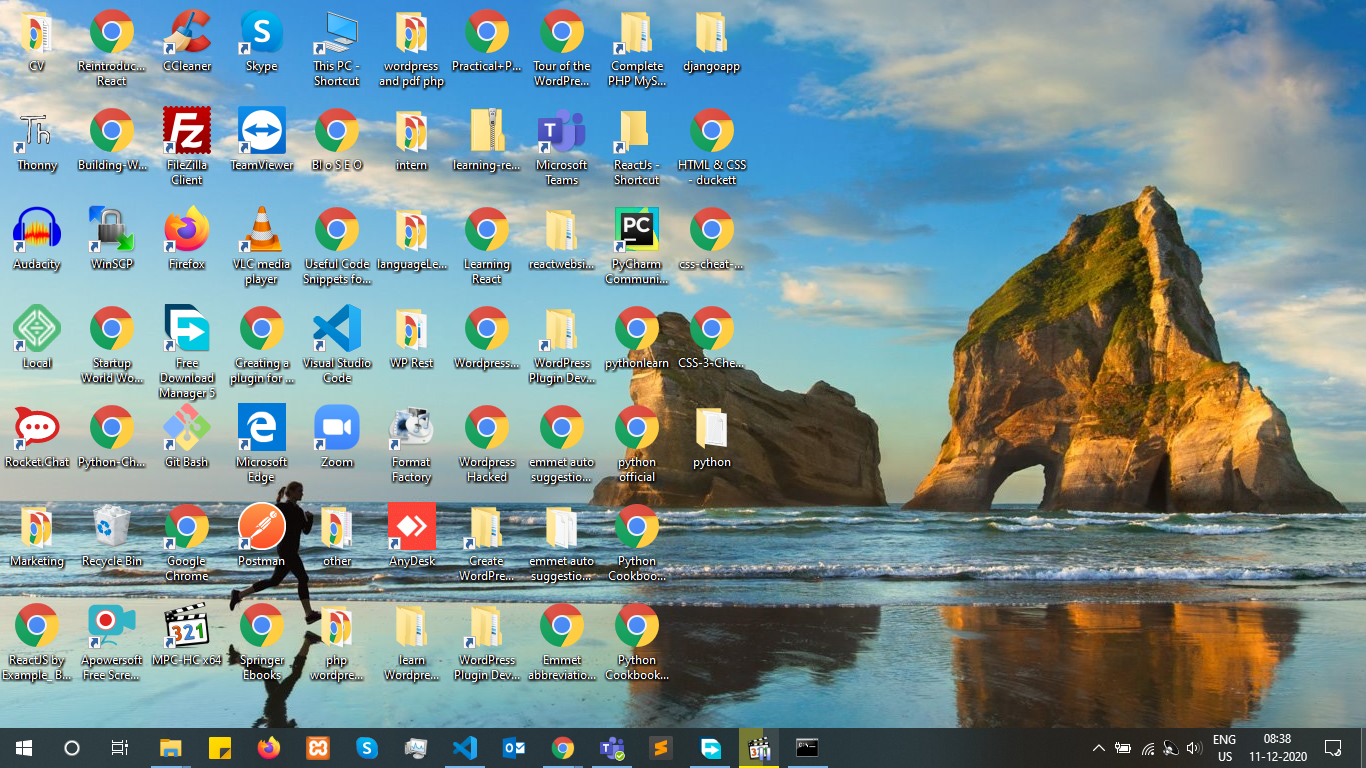 CV
Reintroduc...
React
CCleaner
Skype
This PC -
Shortcut
wordpress
and pdf php
Practical+P...
Tour of the
WordPre...
Complete
PHP MyS...
djangoapp
Th
Thonny
Building-W...
Fz
FileZilla
Client
TeamViewer
Bl o S E O
intern
learning-re...
T
Microsoft
Teams
ReactJs -
Shortcut
HTML & CSS
- duckett
Audacity
WinSCP
Firefox
VLC media
player
Useful Code
Snippets fo...
languageLe...
Learning
React
reactwebsi...
PC
PyCharm
Communi...
css-cheat-...
Local
Startup
World Wo...
Free
Download
Manager 5
Creating a
plugin for ...
Visual Studio
Code
WP Rest
Wordpress...
WordPress
Plugin Dev...
pythonlearn
CSS-3-Che...
Rocket.Chat
Python-Ch...
Git Bash
Microsoft
Edge
Zoom
Format
Factory
Wordpress
Hacked
emmet auto
suggestio...
python
official
python
Marketing
Recycle Bin
Google
Chrome
Postman
other
AnyDesk
Create
WordPre...
emmet auto
suggestio...
Python
Cookboo...
ReactJS by
Example_ B...
Apowersoft
Free Scre...
321
MPC-HC x64
Springer
Ebooks
php
wordpre...
learn
Wordpre...
WordPress
Plugin Dev...
Emmet
abbreviatio...
Python
Cookbook...
ENG
US
08:38
11-12-2020